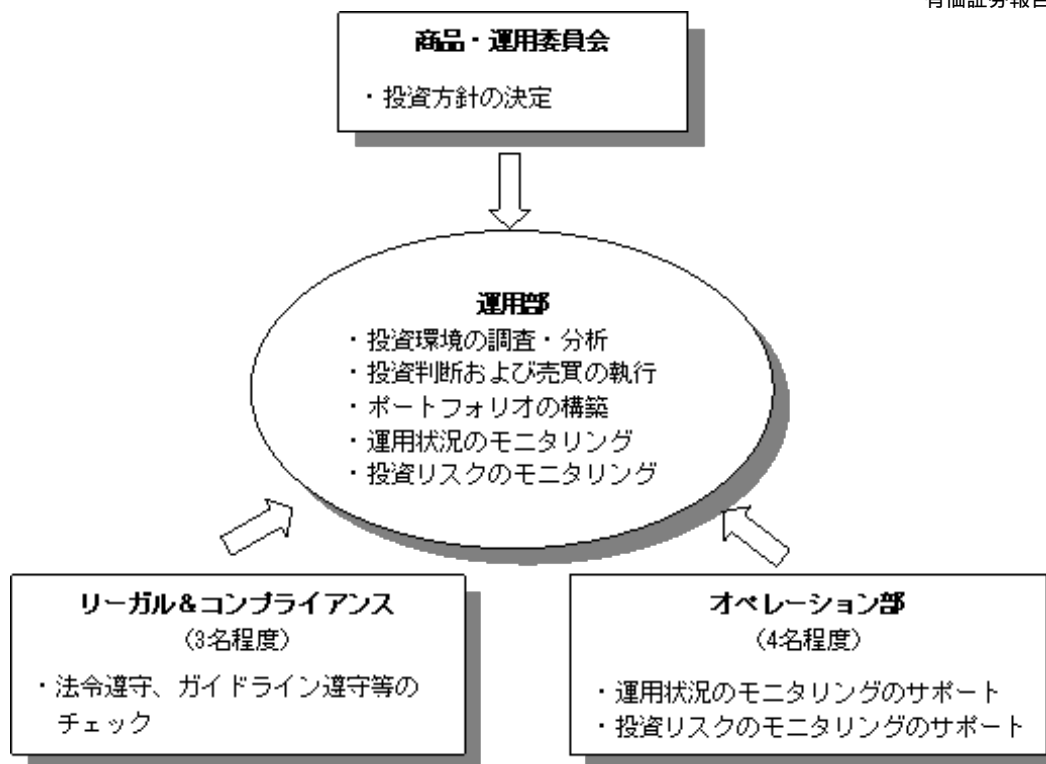 有価証券報告
商品・運用委員会
・投資方針の決定
運用部
・投資環境の調査・分析
・投資判断および売買の執行
・ポートフォリオの構築
・運用状況のモニタリング
・投資リスクのモニタリング
リーガル＆コンプライアンス
（3名程度）
・法令遵守、ガイドライン遵守等の
チェック
オペレーション部
（4名程度）
・運用状況のモニタリングのサポート
・投資リスクのモニタリングのサポート